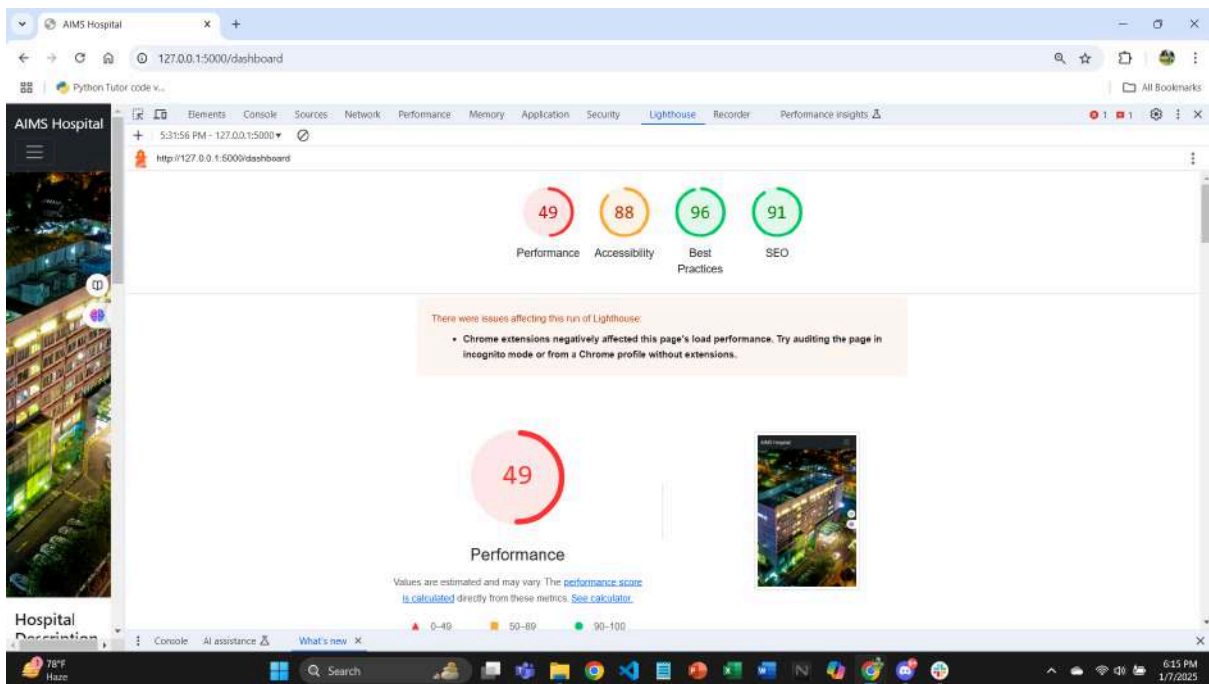 AIMS Hospital
127.0.0.1:5000/dashboard
Python Tutor code v...
All Bookmarks
AIMS Hospital
Elements Console Sources Network Performance Memory Application Security Lighthouse Recorder Performance insights
1 1
5:31:56 PM - 127.0.0.1:5000
http://127.0.0.1:5000/dashboard
49 88 96 91
Performance Accessibility Best Practices SEO
There were issues affecting this run of Lighthouse:
Chrome extensions negatively affected this page's load performance. Try auditing the page in
incognito mode or from a Chrome profile without extensions.
49
AIMS Hospital
Performance
Values are estimated and may vary. The performance score
is calculated directly from these metrics. See calculator.
0–49 50–89 90–100
Hospital
Description
Console AI assistance What's new
78°F
Haze
Search
6:15 PM
1/7/2025